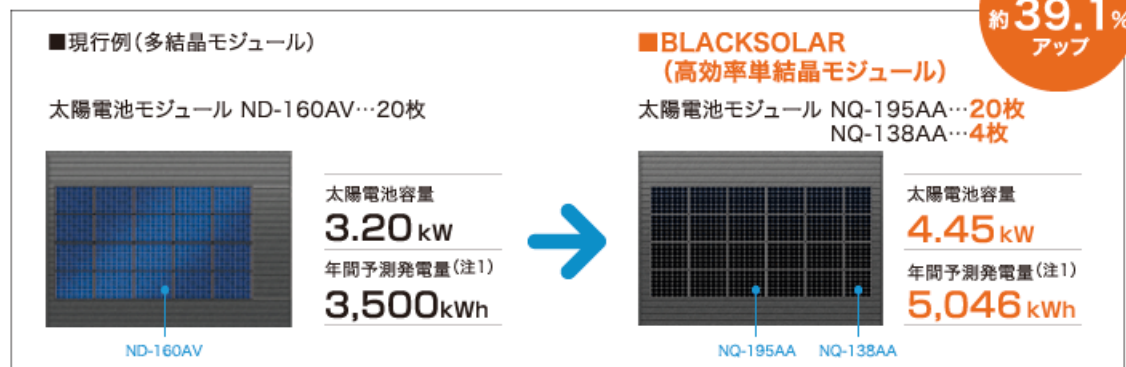 約39.1%
アップ
■現行例(多結晶モジュール)
太陽電池モジュール ND-160AV…20枚
太陽電池容量
3.20kW
年間予測発電量(注1)
3,500kWh
ND-160AV
■BLACKSOLAR
(高効率単結晶モジュール)
太陽電池モジュール NQ-195AA…20枚
NQ-138AA…4枚
太陽電池容量
4.45kW
年間予測発電量(注1)
5,046kWh
NQ-195AA NQ-138AA